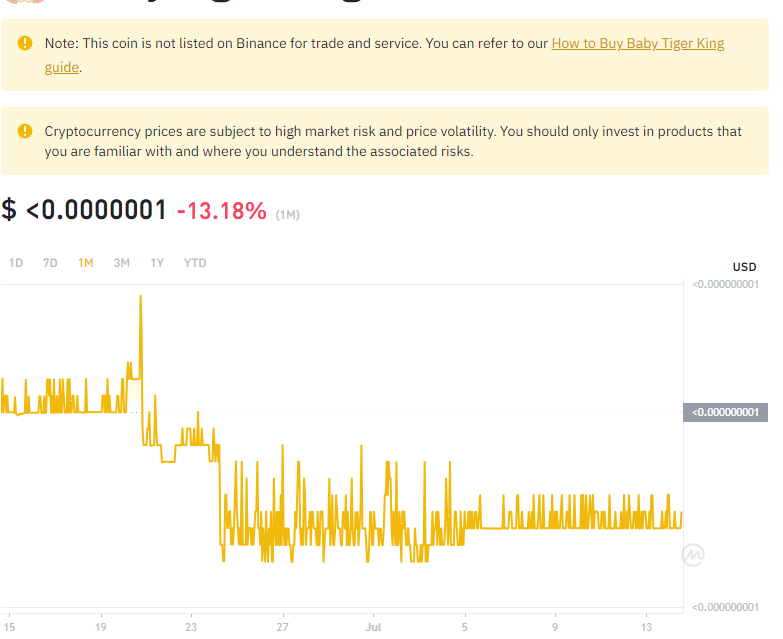 Note: This coin is not listed on Binance for trade and service. You can refer to our How to Buy Baby Tiger King
guide.
Cryptocurrency prices are subject to high market risk and price volatility. You should only invest in products that
you are familiar with and where you understand the associated risks.
$ <0.0000001 -13.18% (1M)
1D 7D 1M 3M 1Y YTD
USD
<0.000000001
<0.000000001
<0.000000001
15 19 23 27 Jul 5 9 13